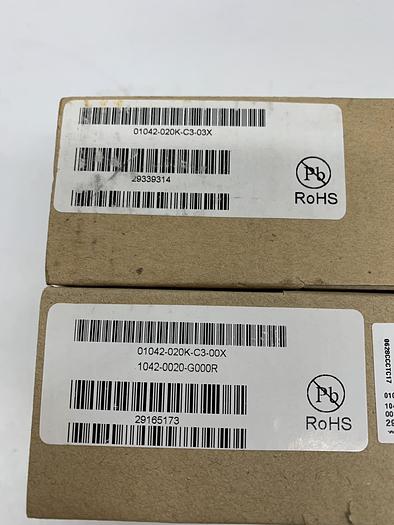 01042-020K-C3-03X
29339314
Pb
RoHS
01042-020K-C3-00X
1042-0020-G000R
29165173
Pb
RoHS